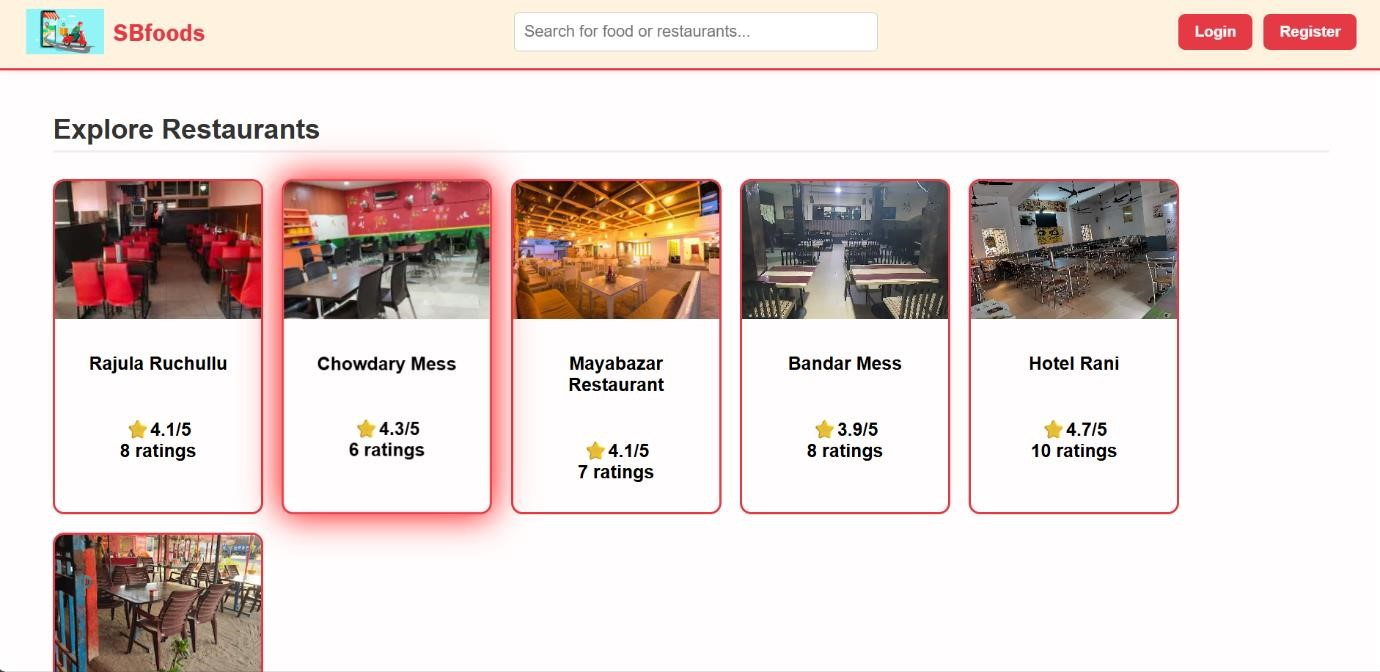 SBfoods
Search for food or restaurants...
Login
Register
Explore Restaurants
Rajula Ruchullu
⭐ 4.1/5
8 ratings
Chowdary Mess
⭐ 4.3/5
6 ratings
Mayabazar
Restaurant
⭐ 4.1/5
7 ratings
Bandar Mess
⭐ 3.9/5
8 ratings
Hotel Rani
⭐ 4.7/5
10 ratings